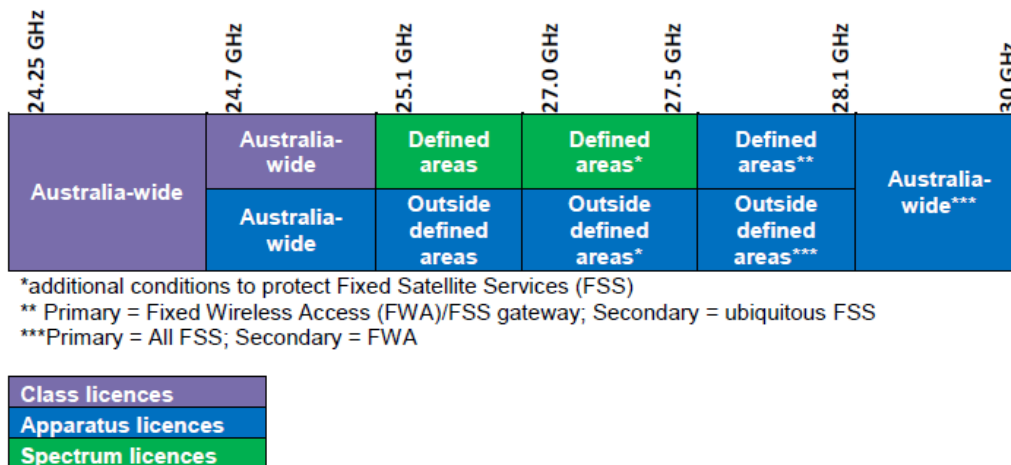 24.25 GHz
24.7 GHz
25.1 GHz
27.0 GHz
27.5 GHz
28.1 GHz
30 GHz
Australia-wide
Australia-
wide
Australia-
wide
Defined
areas
Outside
defined
areas
Defined
areas*
Outside
defined
areas*
Defined
areas**
Outside
defined
areas***
Australia-
wide***
*additional conditions to protect Fixed Satellite Services (FSS)
** Primary = Fixed Wireless Access (FWA)/FSS gateway; Secondary = ubiquitous FSS
***Primary = All FSS; Secondary = FWA
Class licences
Apparatus licences
Spectrum licences